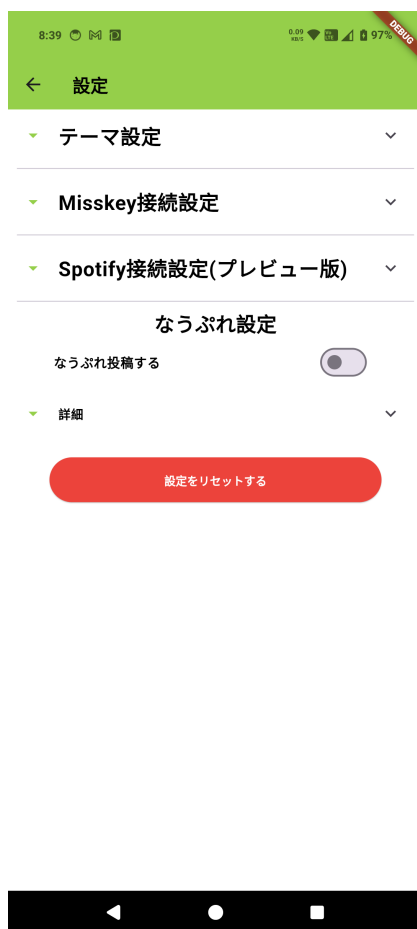 8:39
0.09
KB/S
Vo
LTE
97%
DEBUG
設定
テーマ設定
Misskey接続設定
Spotify接続設定(プレビュー版)
なうぷれ設定
なうぷれ投稿する
詳細
設定をリセットする